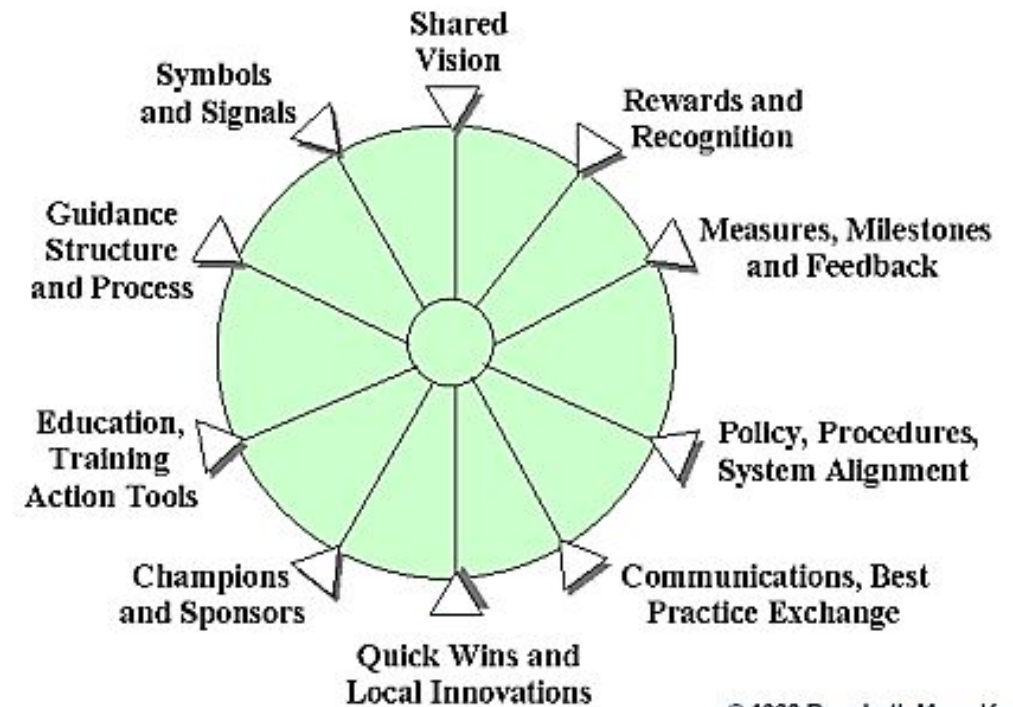 Shared
Vision
Rewards and
Recognition
Measures, Milestones
and Feedback
Policy, Procedures,
System Alignment
Communications, Best
Practice Exchange
Quick Wins and
Local Innovations
Champions
and Sponsors
Education,
Training
Action Tools
Guidance
Structure
and Process
Symbols
and Signals